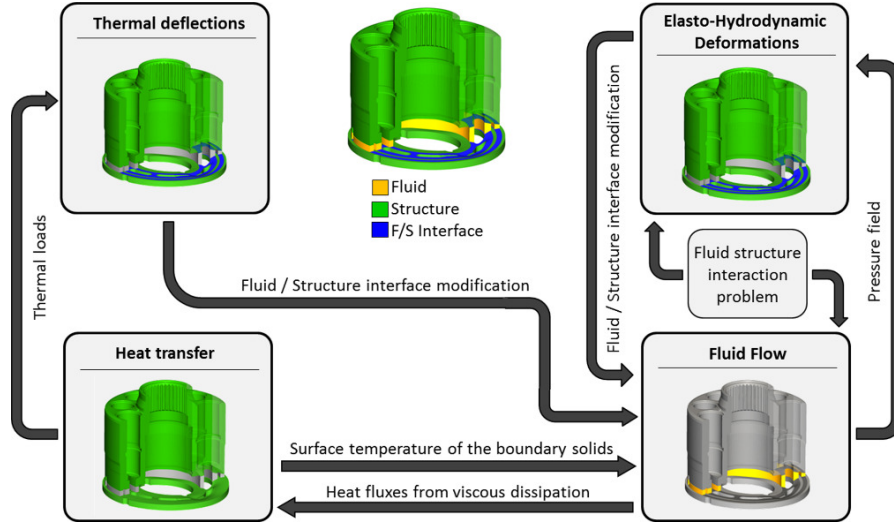 Thermal deflections
Elasto-Hydrodynamic
Deformations
Fluid
Structure
F/S Interface
Thermal loads
Fluid / Structure interface modification
Fluid / Structure interface modification
Fluid structure
interaction
problem
Pressure field
Heat transfer
Fluid Flow
Surface temperature of the boundary solids
Heat fluxes from viscous dissipation